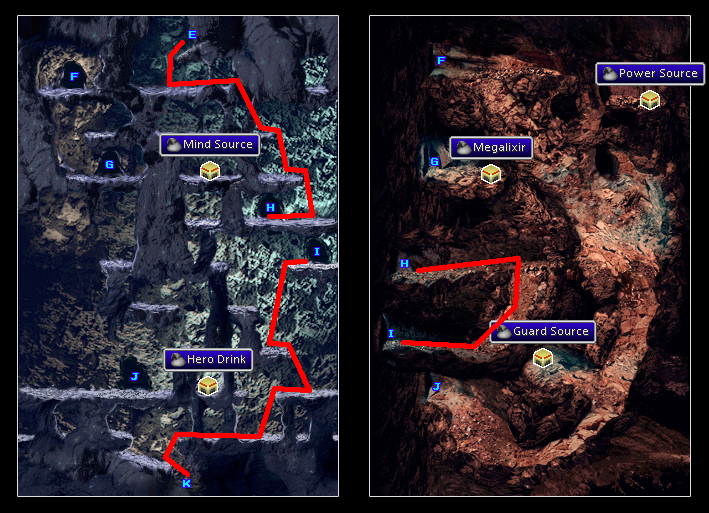 E
F
Mind Source
G
H
I
Hero Drink
J
K
F
Power Source
Megalixir
G
H
I
Guard Source
J